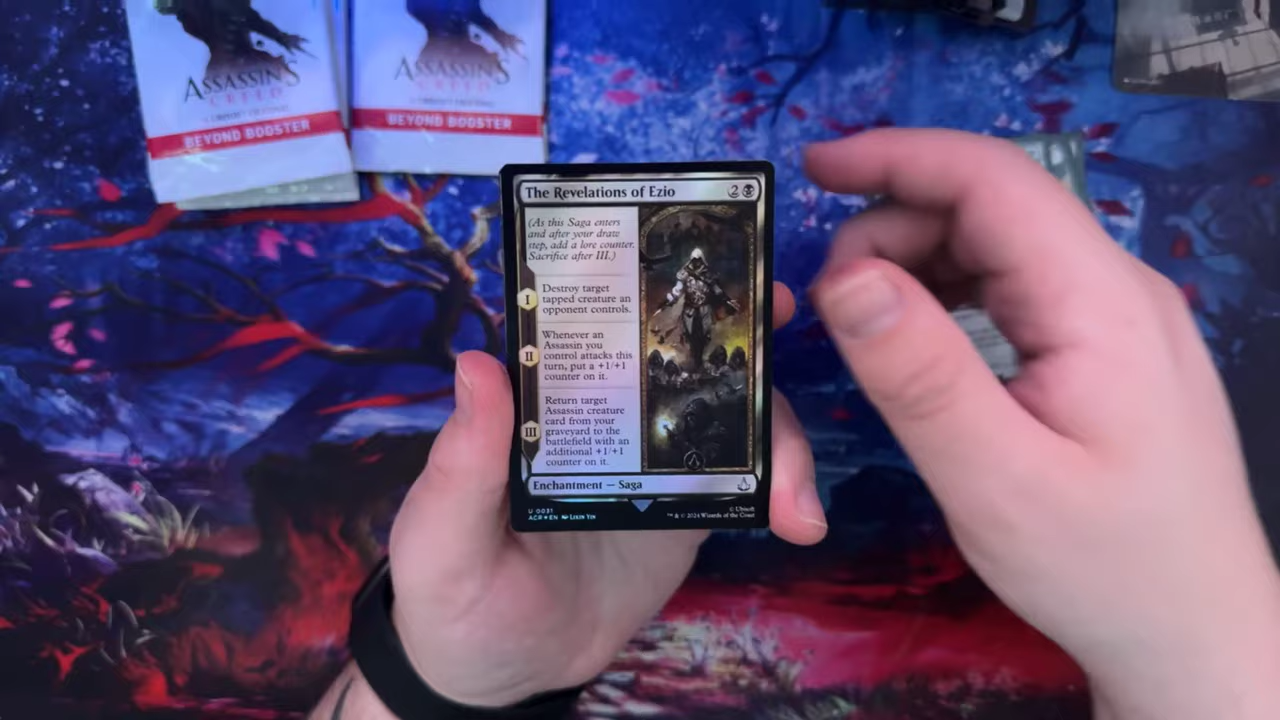 ASSASSIN'S
CREED
BEYOND BOOSTER
ASSASSIN'S
CREED
BEYOND BOOSTER
The Revelations of Ezio 2
(As this Saga enters
and after your draw
step, add a lore counter.
Sacrifice after III.)
I
Destroy target
tapped creature an
opponent controls.
II
Whenever an
Assassin you
control attacks this
turn, put a +1/+1
counter on it.
III
Return target
Assassin creature
card from your
graveyard to the
battlefield with an
additional +1/+1
counter on it.
Enchantment — Saga
U 0031
ACR★EN Lixin Yin
© Ubisoft
™ & © 2024 Wizards of the Coast